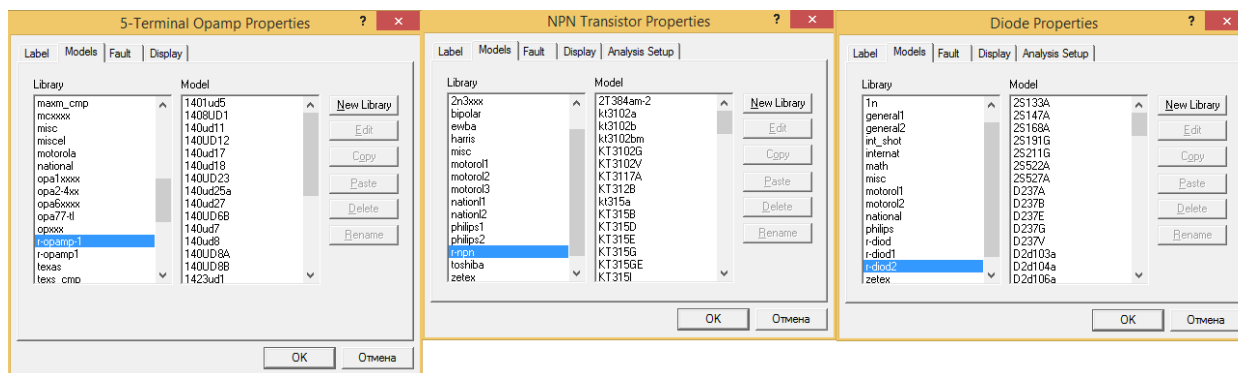 5-Terminal Opamp Properties
?
×
Label
Models
Fault
Display
Library
maxm_cmp
mcxxxx
misc
miscel
motorola
national
opa1xxxx
opa2-4xx
opa6xxxx
opa77-tl
opxxx
r-opamp-1
r-opamp1
texas
texs_cmp
Model
1401ud5
1408UD1
140ud11
140UD12
140ud17
140ud18
140UD23
140ud25a
140ud27
140UD6B
140ud7
140ud8
140UD8A
140UD8B
1423ud1
New Library
Edit
Copy
Paste
Delete
Rename
OK
Отмена
NPN Transistor Properties
?
×
Label
Models
Fault
Display
Analysis Setup
Library
2n3xxx
bipolar
ewba
harris
misc
motorol1
motorol2
motorol3
nationl1
nationl2
philips1
philips2
r-npn
toshiba
zetex
Model
2T384am-2
kt3102a
kt3102b
kt3102bm
KT3102G
KT3102V
KT3117A
KT312B
kt315a
KT315B
KT315D
KT315E
KT315G
KT315GE
KT315I
New Library
Edit
Copy
Paste
Delete
Rename
OK
Отмена
Diode Properties
?
×
Label
Models
Fault
Display
Analysis Setup
Library
1n
general1
general2
int_shot
internat
math
misc
motorol1
motorol2
national
philips
r-diod
r-diod1
r-diod2
zetex
Model
2S133A
2S147A
2S168A
2S191G
2S211G
2S522A
2S527A
D237A
D237B
D237E
D237G
D237V
D2d103a
D2d104a
D2d106a
New Library
Edit
Copy
Paste
Delete
Rename
OK
Отмена